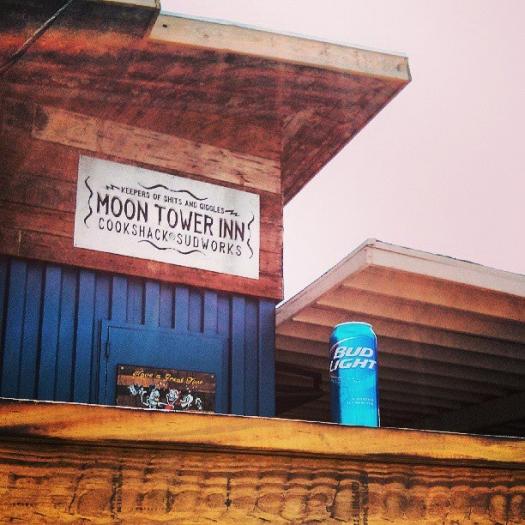 KEEPERS OF SHITS AND GIGGLES
MOON TOWER INN
COOKSHACK & SUDWORKS
Have a Great Time
BUD
LIGHT